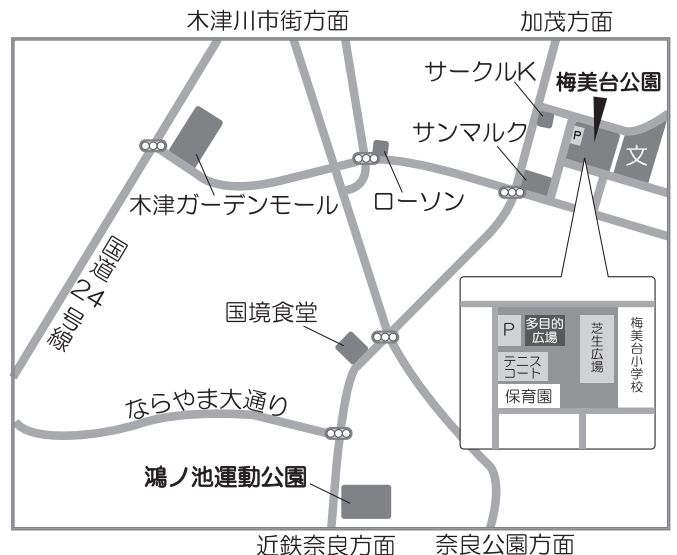 木津川市街方面
加茂方面
サークルK
梅美台公園
P
サンマルク
文
木津ガーデンモール
ローソン
国道24号線
国境食堂
P
多目的
広場
芝生広場
梅美台小学校
テニス
コート
保育園
ならやま大通り
鴻ノ池運動公園
近鉄奈良方面
奈良公園方面